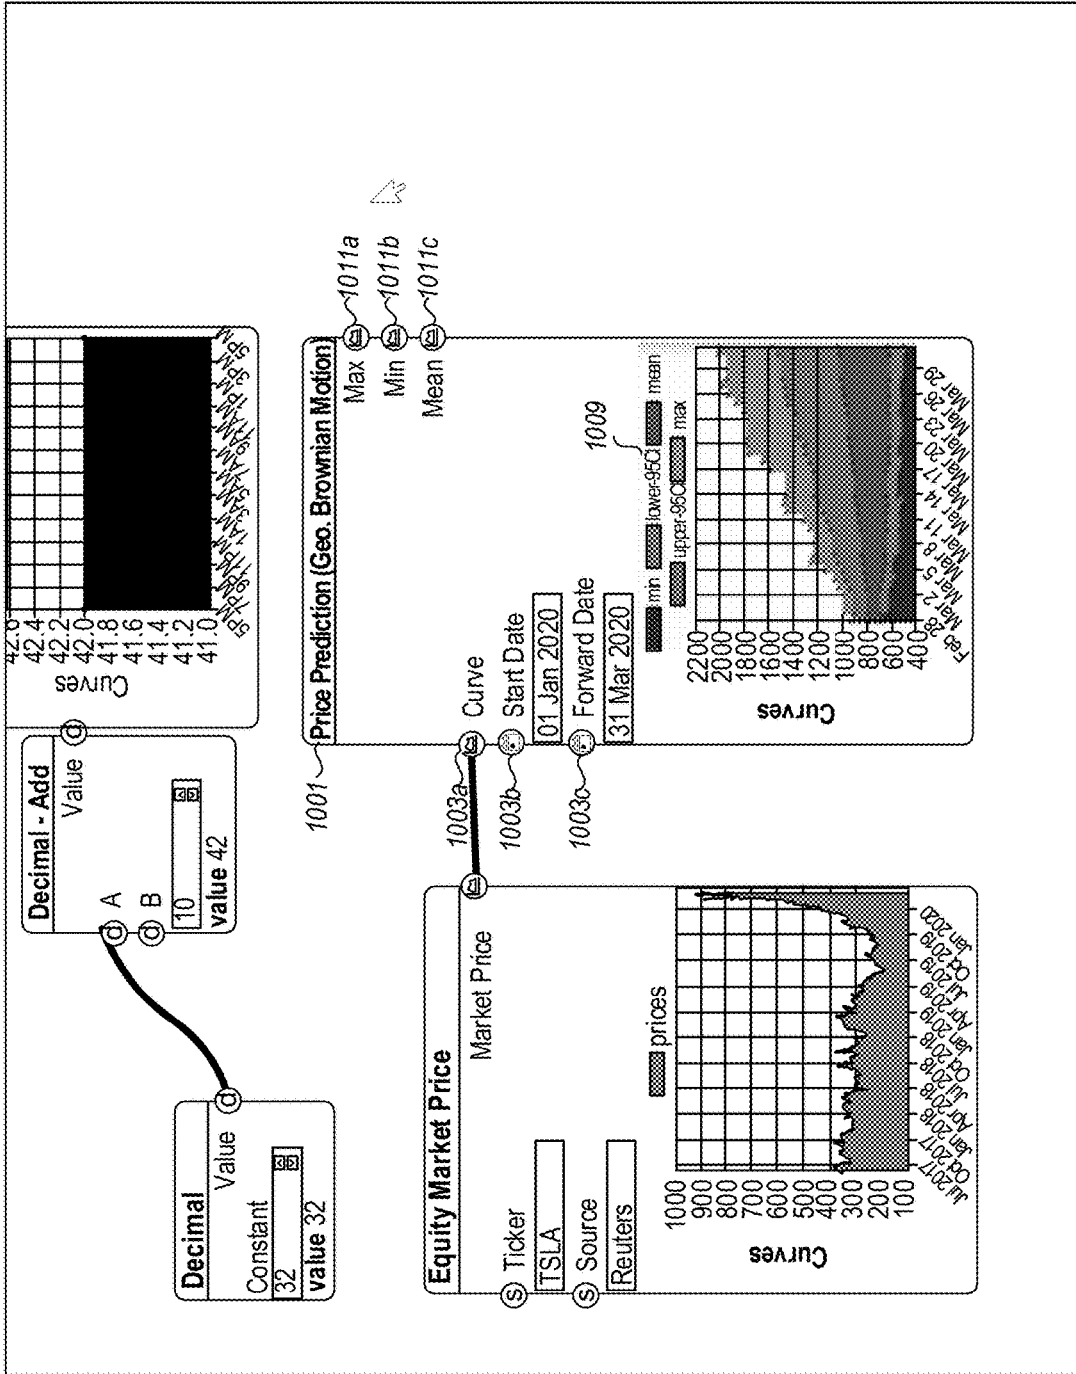 Decimal
Value
Constant
32
value 32
d
Decimal - Add
Value
d A
d B
10
value 42
d
42.6
42.4
42.2
42.0
41.8
41.6
41.4
41.2
41.0
Curves
5PM
7PM
9PM
5PM
Equity Market Price
Market Price
S Ticker
TSLA
S Source
Reuters
prices
1000
900
800
700
600
500
400
300
200
100
Curves
Jul 2017
Oct 2017
Jan 2018
Apr 2018
Jul 2018
Oct 2018
Jan 2019
Apr 2019
Jul 2019
Oct 2019
Jan 2020
1001
Price Prediction (Geo. Brownian Motion)
Max 1011a
Min 1011b
Mean 1011c
1003a Curve
1003b Start Date
01 Jan 2020
1003c Forward Date
31 Mar 2020
1009
min lower-95CI mean
upper-95CI max
2200
2000
1800
1600
1400
1200
1000
800
600
400
Curves
Feb 28
Mar 2
Mar 5
Mar 8
Mar 11
Mar 14
Mar 17
Mar 20
Mar 23
Mar 26
Mar 29